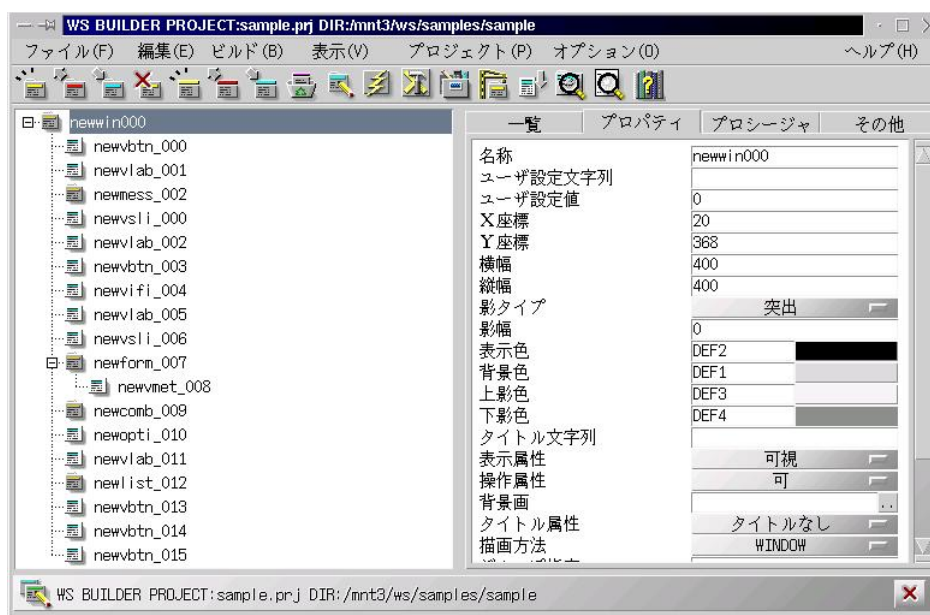 WS BUILDER PROJECT:sample.prj DIR:/mnt3/ws/samples/sample
ファイル(F) 編集(E) ビルド(B) 表示(V) プロジェクト(P) オプション(O) ヘルプ(H)
newwin000
newvbtn_000
newvlab_001
newmess_002
newvsli_000
newvlab_002
newvbtn_003
newvifi_004
newvlab_005
newvsli_006
newform_007
newvmet_008
newcomb_009
newopti_010
newvlab_011
newlist_012
newvbtn_013
newvbtn_014
newvbtn_015
一覧 プロパティ プロシージャ その他
名称 newwin000
ユーザ設定文字列
ユーザ設定値 0
X座標 20
Y座標 368
横幅 400
縦幅 400
影タイプ 突出
影幅 0
表示色 DEF2
背景色 DEF1
上影色 DEF3
下影色 DEF4
タイトル文字列
表示属性 可視
操作属性 可
背景画 ..
タイトル属性 タイトルなし
描画方法 WINDOW
WS BUILDER PROJECT:sample.prj DIR:/mnt3/ws/samples/sample